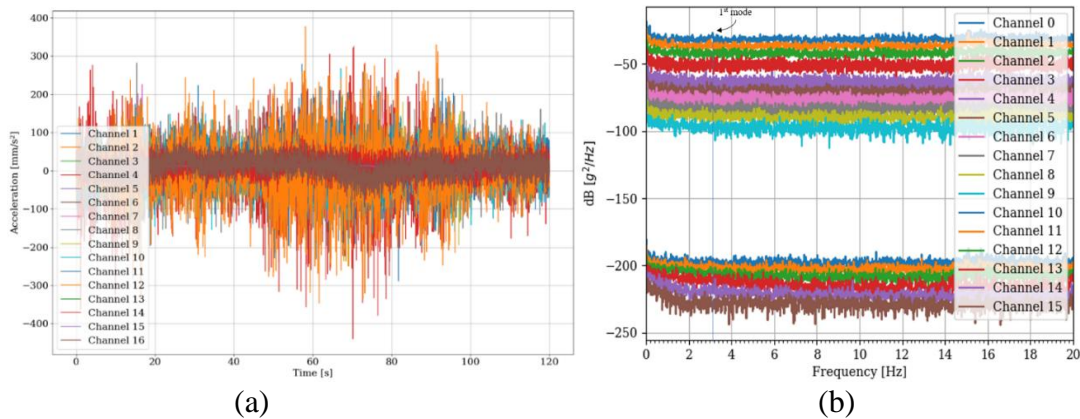 400
300
200
100
0
−100
−200
−300
−400
Acceleration [mm/s²]
Channel 1
Channel 2
Channel 3
Channel 4
Channel 5
Channel 6
Channel 7
Channel 8
Channel 9
Channel 10
Channel 11
Channel 12
Channel 13
Channel 14
Channel 15
Channel 16
0 20 40 60 80 100 120
Time [s]
(a)
1st mode
−50
−100
−150
−200
−250
dB [g²/Hz]
Channel 0
Channel 1
Channel 2
Channel 3
Channel 4
Channel 5
Channel 6
Channel 7
Channel 8
Channel 9
Channel 10
Channel 11
Channel 12
Channel 13
Channel 14
Channel 15
0 2 4 6 8 10 12 14 16 18 20
Frequency [Hz]
(b)